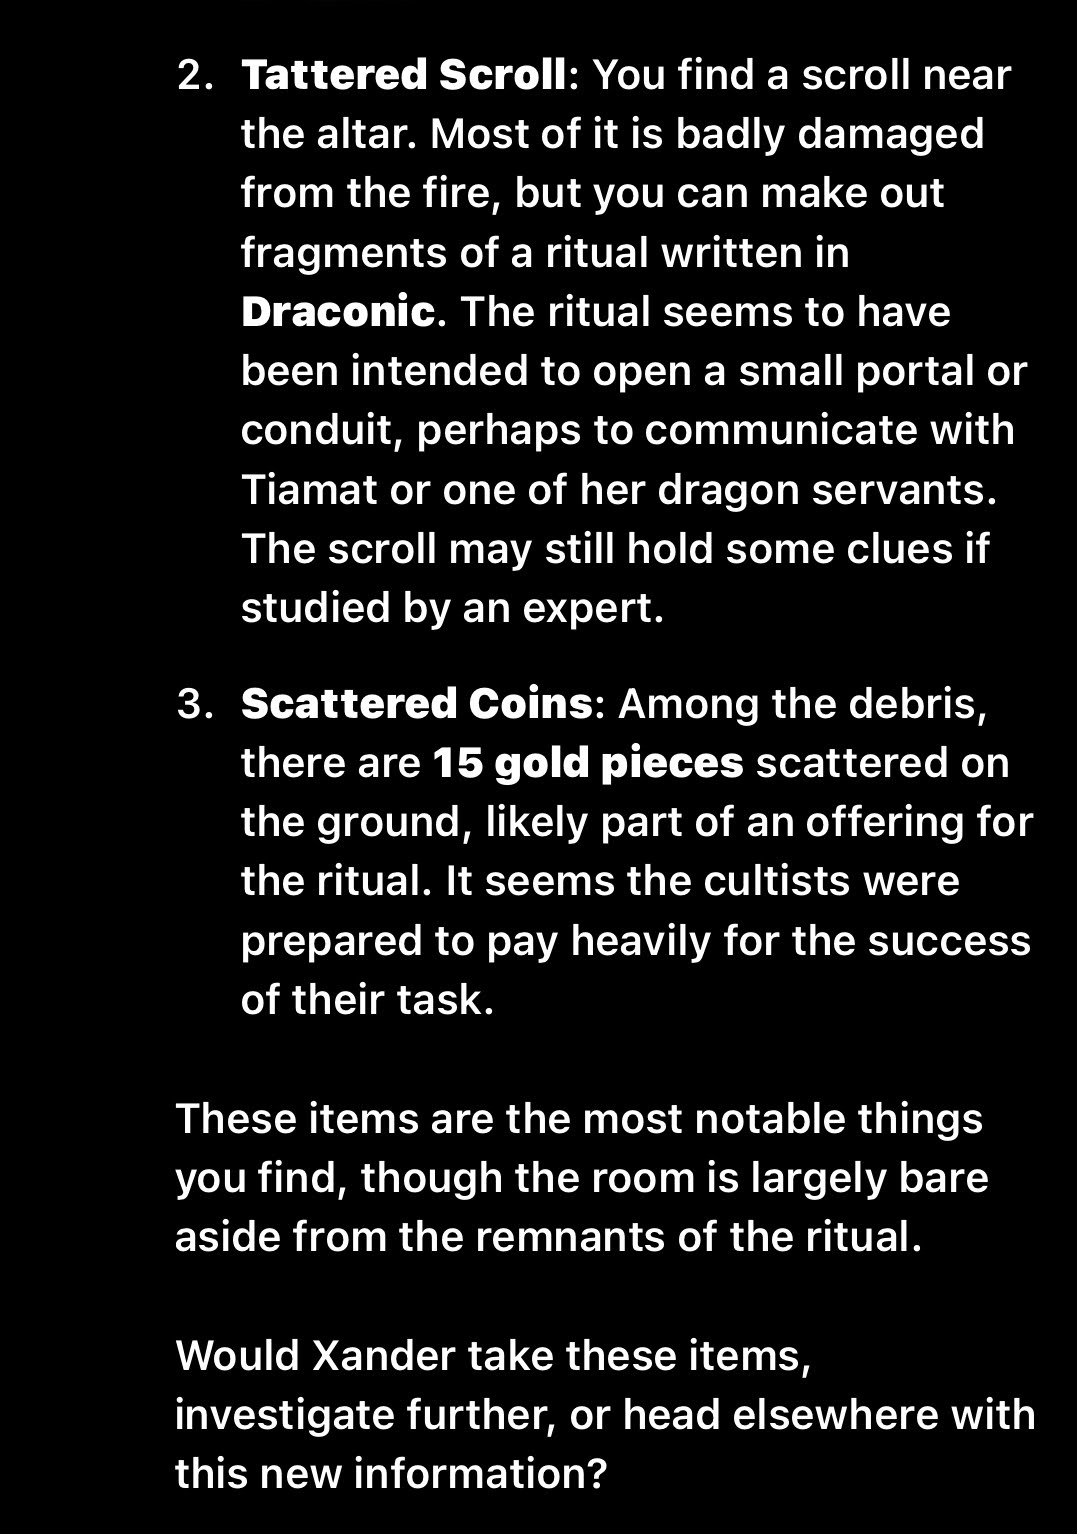 2. Tattered Scroll: You find a scroll near
the altar. Most of it is badly damaged
from the fire, but you can make out
fragments of a ritual written in
Draconic. The ritual seems to have
been intended to open a small portal or
conduit, perhaps to communicate with
Tiamat or one of her dragon servants.
The scroll may still hold some clues if
studied by an expert.
3. Scattered Coins: Among the debris,
there are 15 gold pieces scattered on
the ground, likely part of an offering for
the ritual. It seems the cultists were
prepared to pay heavily for the success
of their task.
These items are the most notable things
you find, though the room is largely bare
aside from the remnants of the ritual.
Would Xander take these items,
investigate further, or head elsewhere with
this new information?